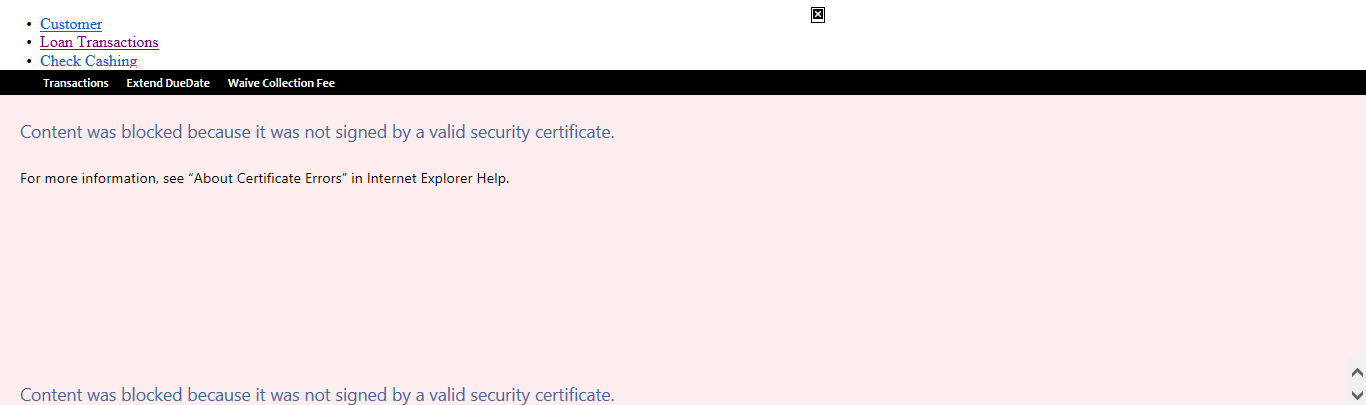 Customer
Loan Transactions
Check Cashing
Transactions Extend DueDate Waive Collection Fee
Content was blocked because it was not signed by a valid security certificate.
For more information, see “About Certificate Errors” in Internet Explorer Help.
Content was blocked because it was not signed by a valid security certificate.